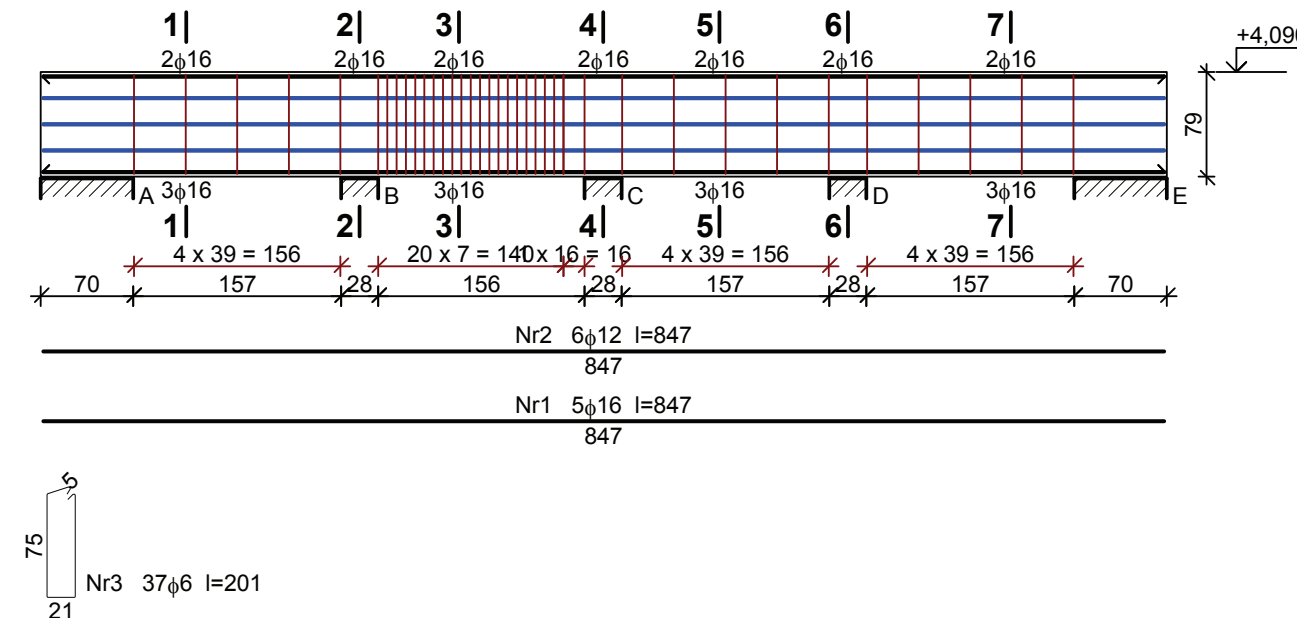 1| 2| 3| 4| 5| 6| 7|
2ϕ16 2ϕ16 2ϕ16 2ϕ16 2ϕ16 2ϕ16 2ϕ16
+4,090
79
A B C D E
3ϕ16 3ϕ16 3ϕ16 3ϕ16
1| 2| 3| 4| 5| 6| 7|
4 x 39 = 156 20 x 7 = 140 1 x 16 = 16 4 x 39 = 156 4 x 39 = 156
70 157 28 156 28 157 28 157 70
Nr2 6ϕ12 l=847
847
Nr1 5ϕ16 l=847
847
5
75
Nr3 37ϕ6 l=201
21